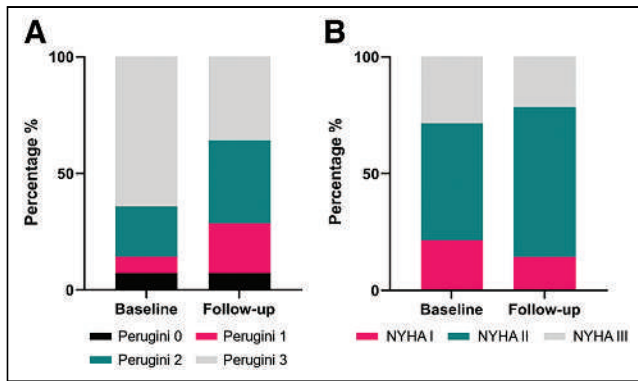 A
Percentage %
100
50
0
Baseline Follow-up
Perugini 0 Perugini 1
Perugini 2 Perugini 3
B
Percentage %
100
50
0
Baseline Follow-up
NYHA I NYHA II NYHA III